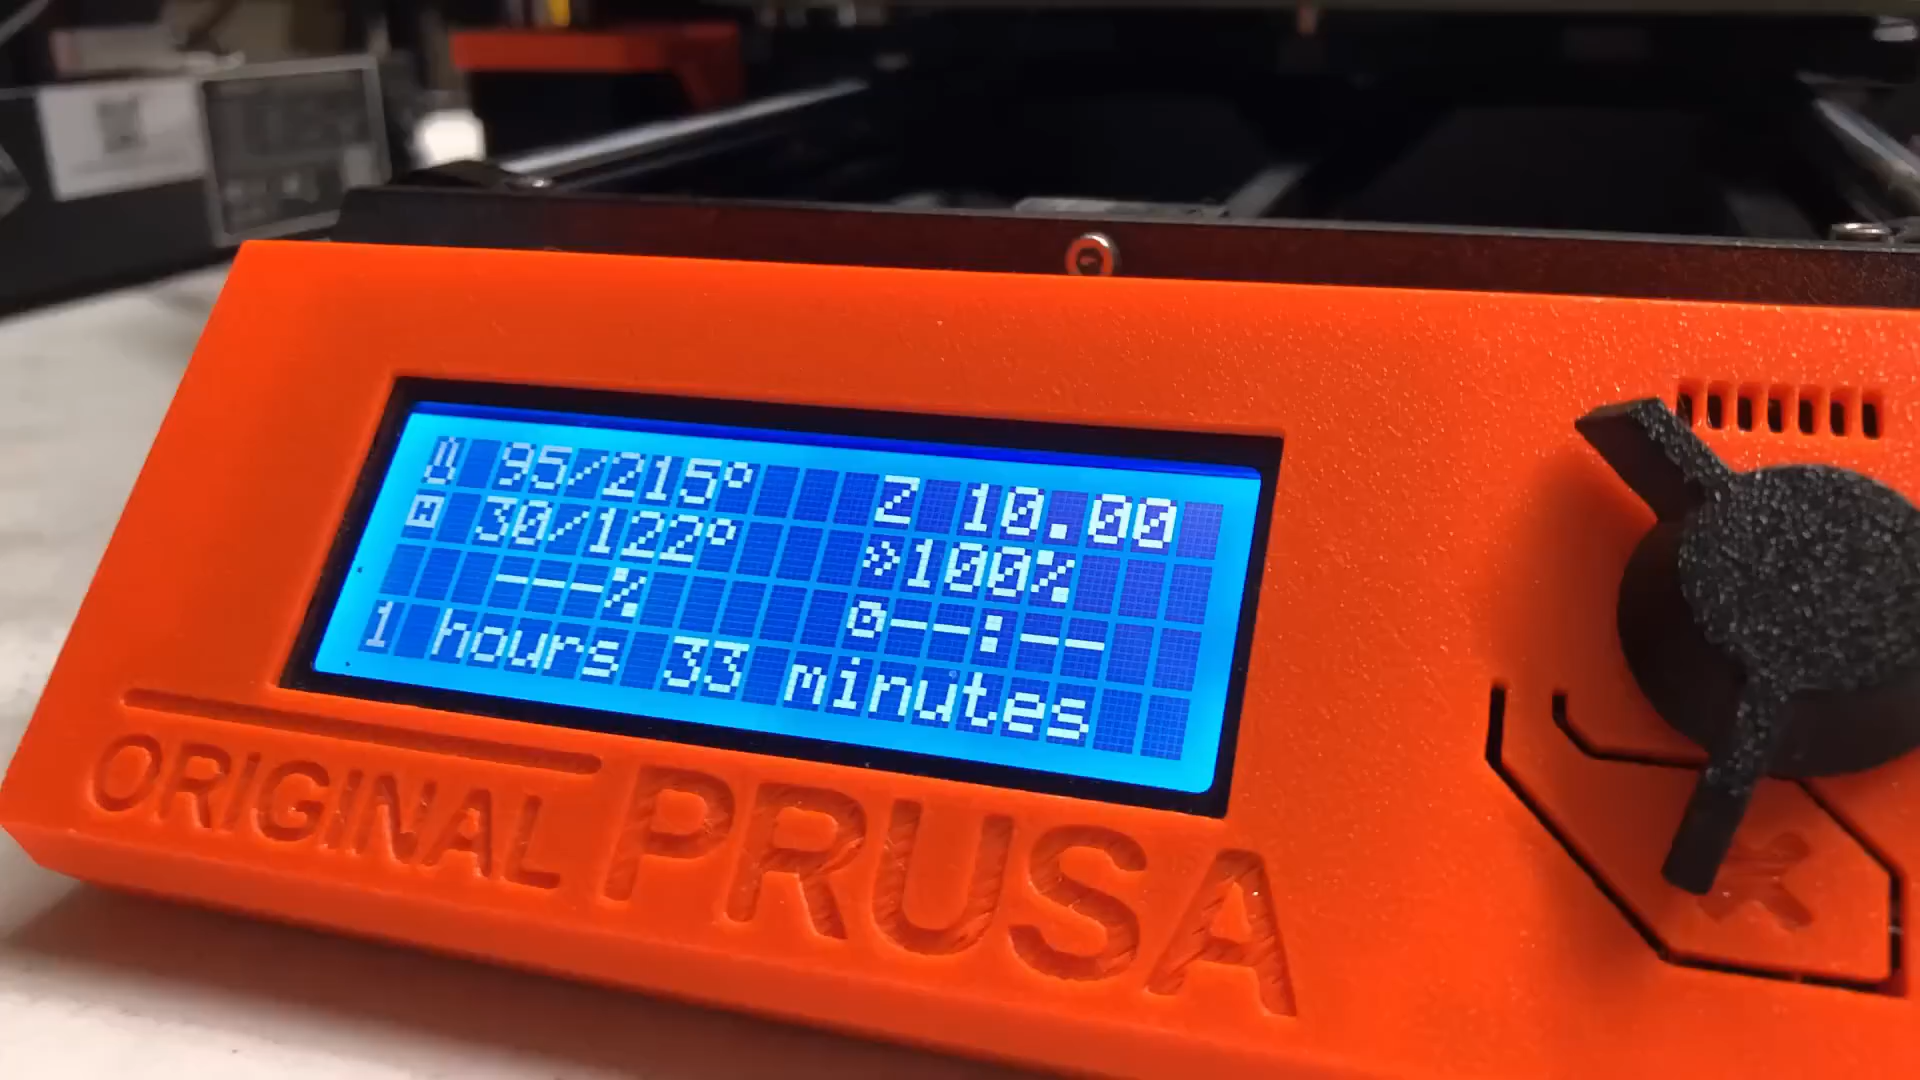 95/215° Z 10.00
30/122° »100%
---% --:--
1 hours 33 minutes
ORIGINAL PRUSA